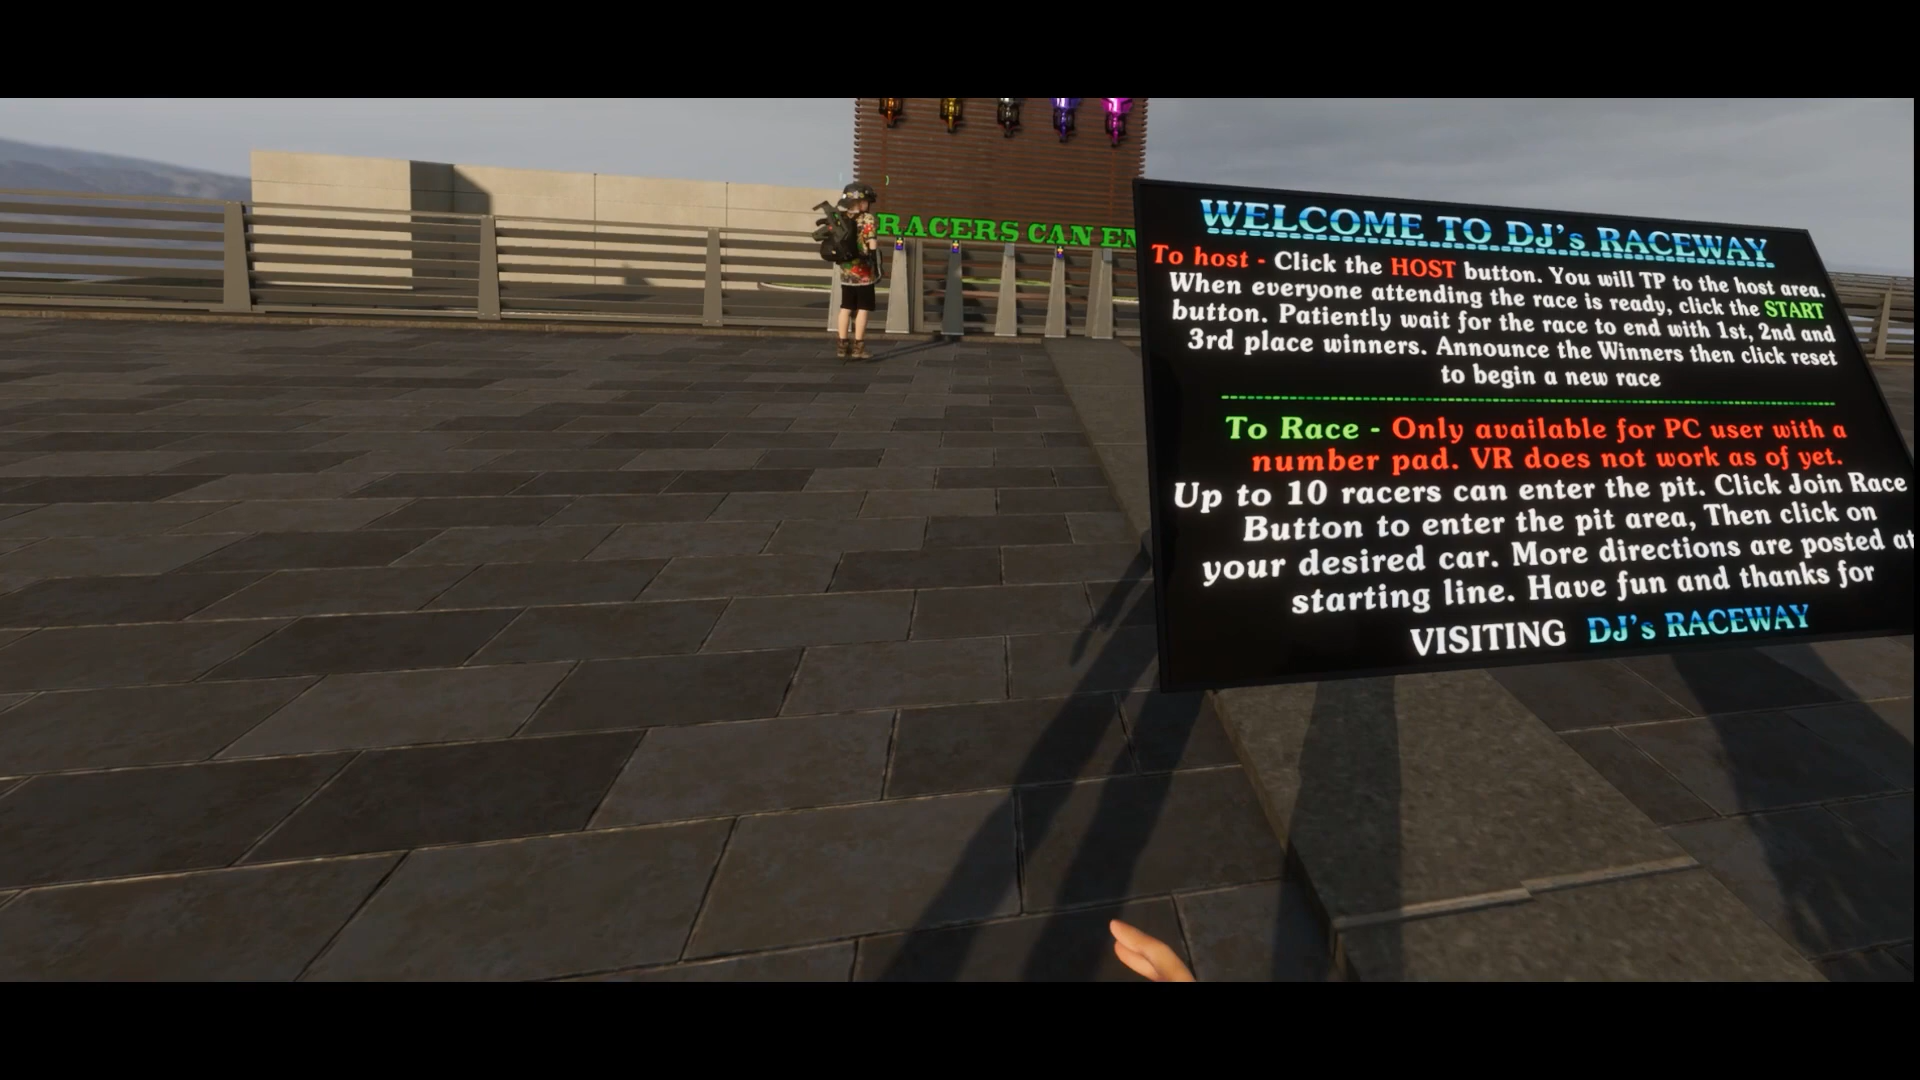 RACERS CAN
WELCOME TO DJ's RACEWAY
To host - Click the HOST button. You will TP to the host area.
When everyone attending the race is ready, click the START
button. Patiently wait for the race to end with 1st, 2nd and
3rd place winners. Announce the Winners then click reset
to begin a new race
To Race - Only available for PC user with a
number pad. VR does not work as of yet.
Up to 10 racers can enter the pit. Click Join Race
Button to enter the pit area, Then click on
your desired car. More directions are posted at
starting line. Have fun and thanks for
VISITING DJ's RACEWAY